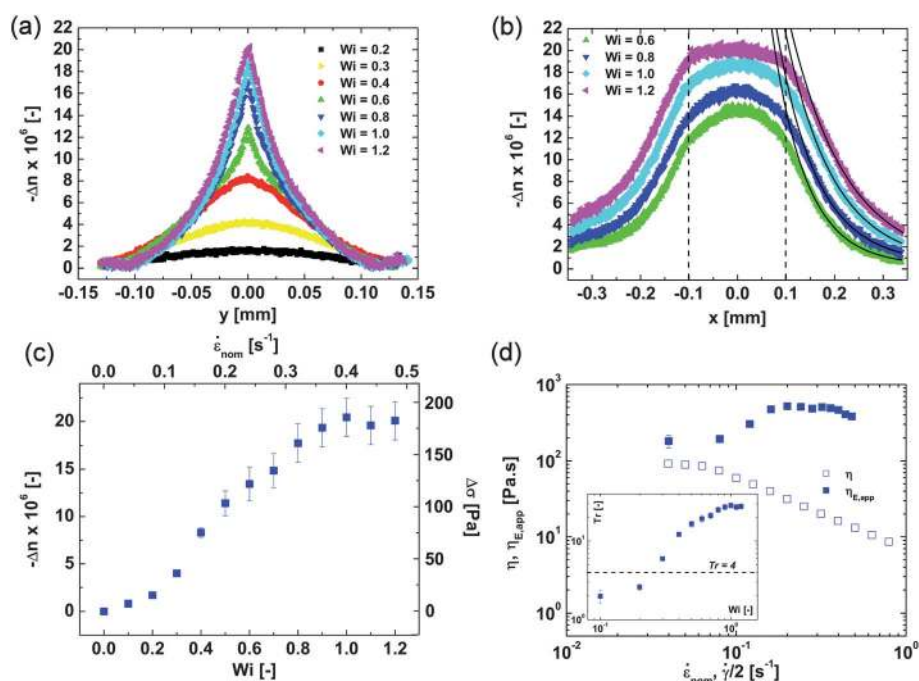 (a)
22
20
18
16
14
12
10
8
6
4
2
0
-Δn x 10⁶ [-]
Wi = 0.2
Wi = 0.3
Wi = 0.4
Wi = 0.6
Wi = 0.8
Wi = 1.0
Wi = 1.2
-0.15 -0.10 -0.05 0.00 0.05 0.10 0.15
y [mm]
(b)
22
20
18
16
14
12
10
8
6
4
2
0
-Δn x 10⁶ [-]
Wi = 0.6
Wi = 0.8
Wi = 1.0
Wi = 1.2
-0.3 -0.2 -0.1 0.0 0.1 0.2 0.3
x [mm]
(c)
ε̇nom [s⁻¹]
0.0 0.1 0.2 0.3 0.4 0.5
20
15
10
5
0
-Δn x 10⁶ [-]
200
150
100
50
0
Δσ [Pa]
0.0 0.2 0.4 0.6 0.8 1.0 1.2
Wi [-]
(d)
10³
10²
10¹
10⁰
η, ηE,app [Pa.s]
η
ηE,app
Tr [-]
10¹
10⁰
Tr = 4
Wi [-]
10⁻¹ 10⁰
10⁻² 10⁻¹ 10⁰
ε̇nom, γ̇/2 [s⁻¹]